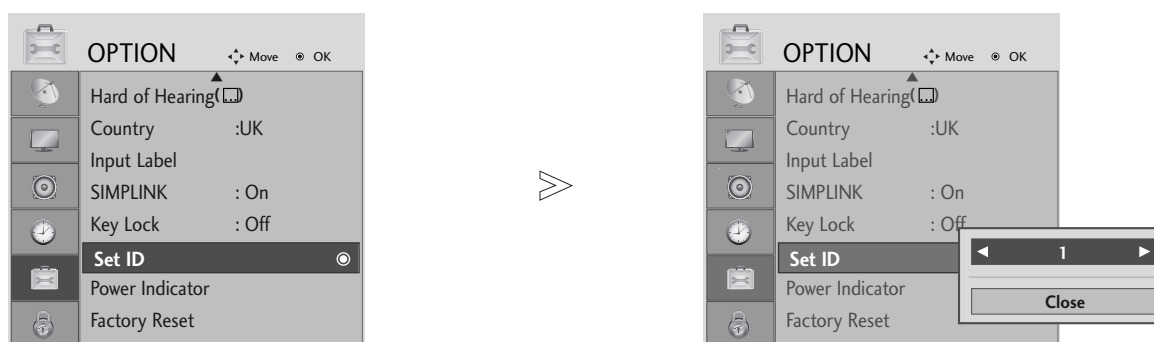 OPTION
Move
OK
Hard of Hearing( )
Country :UK
Input Label
SIMPLINK : On
Key Lock : Off
Set ID
Power Indicator
Factory Reset
OPTION
Move
OK
Hard of Hearing( )
Country :UK
Input Label
SIMPLINK : On
Key Lock : Off
Set ID
Power Indicator
Factory Reset
◄ 1 ►
Close